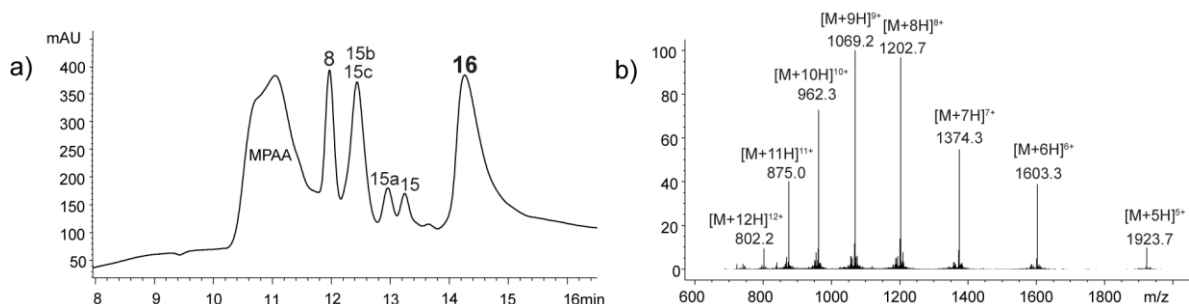 a)
mAU
400
350
300
250
200
150
100
50
MPAA
8
15b
15c
15a
15
16
8
9
10
11
12
13
14
15
16min
b)
100
80
60
40
20
0
[M+12H]¹²⁺
802.2
[M+11H]¹¹⁺
875.0
[M+10H]¹⁰⁺
962.3
[M+9H]⁹⁺
1069.2
[M+8H]⁸⁺
1202.7
[M+7H]⁷⁺
1374.3
[M+6H]⁶⁺
1603.3
[M+5H]⁵⁺
1923.7
600
800
1000
1200
1400
1600
1800
m/z